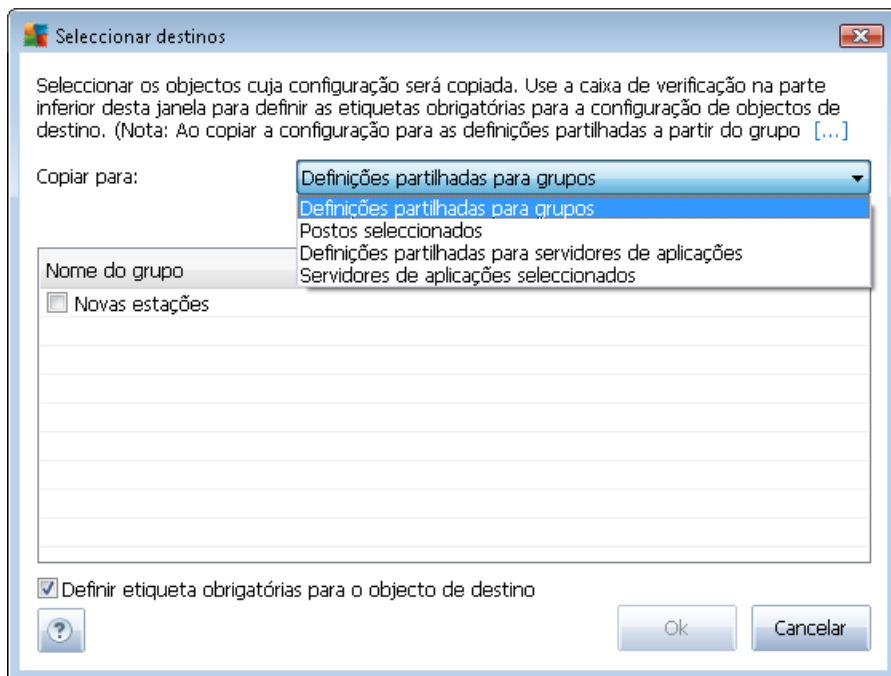 Seleccionar destinos
Seleccionar os objectos cuja configuração será copiada. Use a caixa de verificação na parte
inferior desta janela para definir as etiquetas obrigatórias para a configuração de objectos de
destino. (Nota: Ao copiar a configuração para as definições partilhadas a partir do grupo [...]
Copiar para:
Definições partilhadas para grupos
Definições partilhadas para grupos
Postos seleccionados
Definições partilhadas para servidores de aplicações
Servidores de aplicações seleccionados
Nome do grupo
Novas estações
Definir etiqueta obrigatórias para o objecto de destino
?
Ok
Cancelar